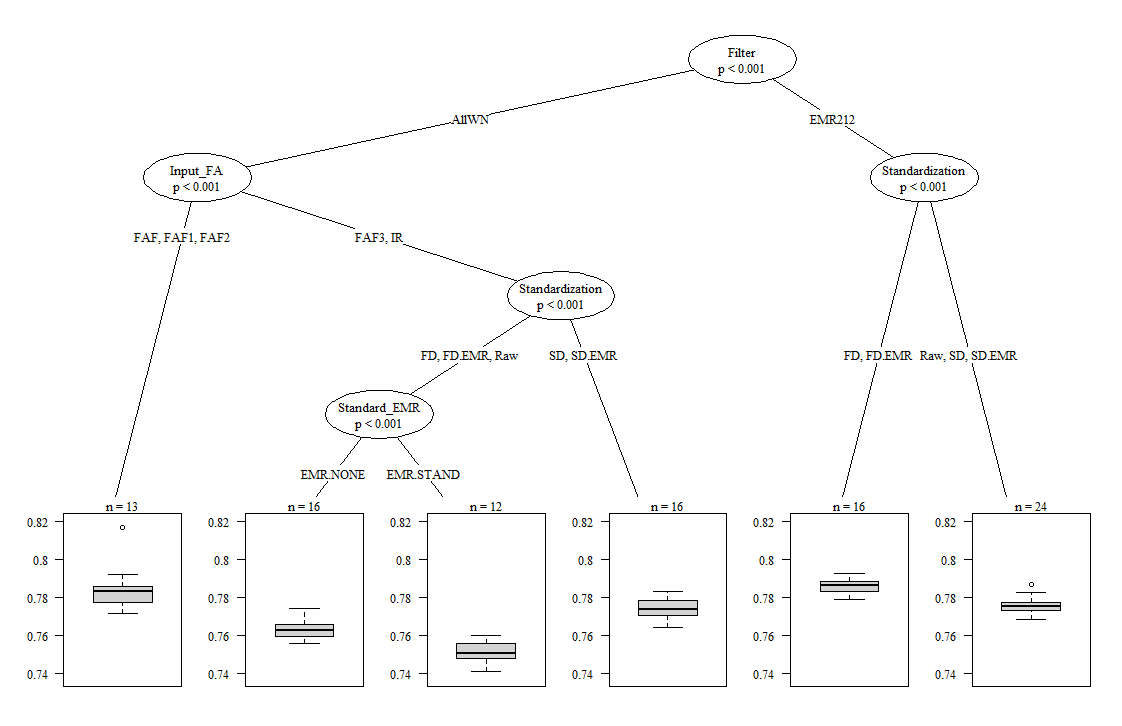 Filter
p < 0.001
AllWN
EMR212
Input_FA
p < 0.001
Standardization
p < 0.001
FAF, FAF1, FAF2
FAF3, IR
Standardization
p < 0.001
FD, FD.EMR, Raw
SD, SD.EMR
FD, FD.EMR
Raw, SD, SD.EMR
Standard_EMR
p < 0.001
EMR.NONE
EMR.STAND
n = 13
0.82
0.8
0.78
0.76
0.74
n = 16
0.82
0.8
0.78
0.76
0.74
n = 12
0.82
0.8
0.78
0.76
0.74
n = 16
0.82
0.8
0.78
0.76
0.74
n = 16
0.82
0.8
0.78
0.76
0.74
n = 24
0.82
0.8
0.78
0.76
0.74